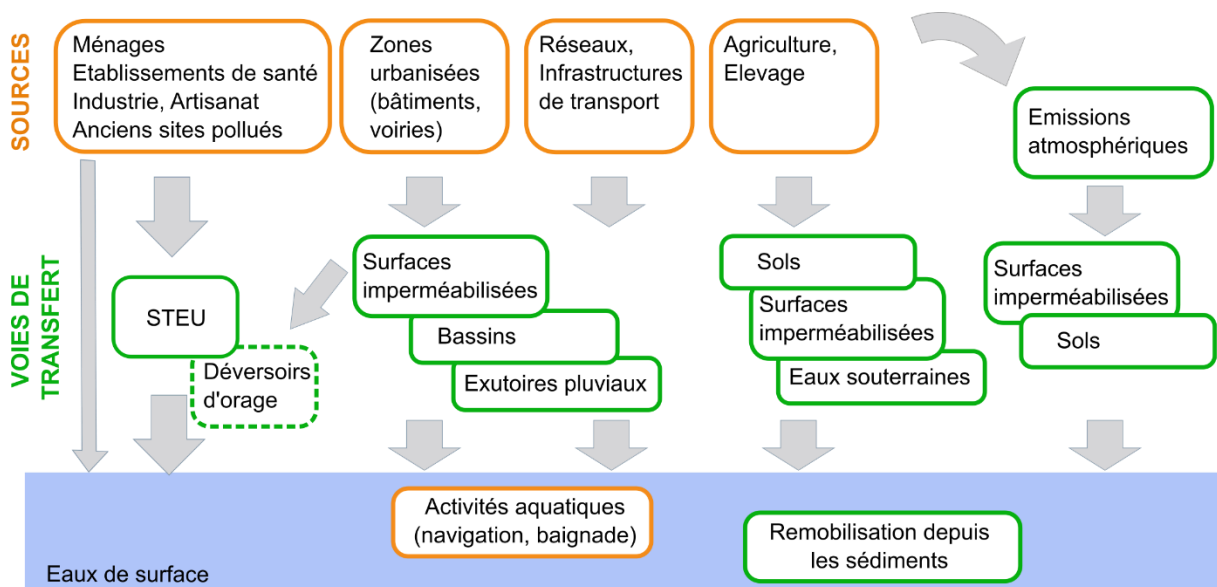 SOURCES
Ménages
Etablissements de santé
Industrie, Artisanat
Anciens sites pollués
Zones
urbanisées
(bâtiments,
voiries)
Réseaux,
Infrastructures
de transport
Agriculture,
Elevage
Emissions
atmosphériques
VOIES DE
TRANSFERT
STEU
Déversoirs
d'orage
Surfaces
imperméabilisées
Bassins
Exutoires pluviaux
Sols
Surfaces
imperméabilisées
Eaux souterraines
Surfaces
imperméabilisées
Sols
Activités aquatiques
(navigation, baignade)
Remobilisation depuis
les sédiments
Eaux de surface